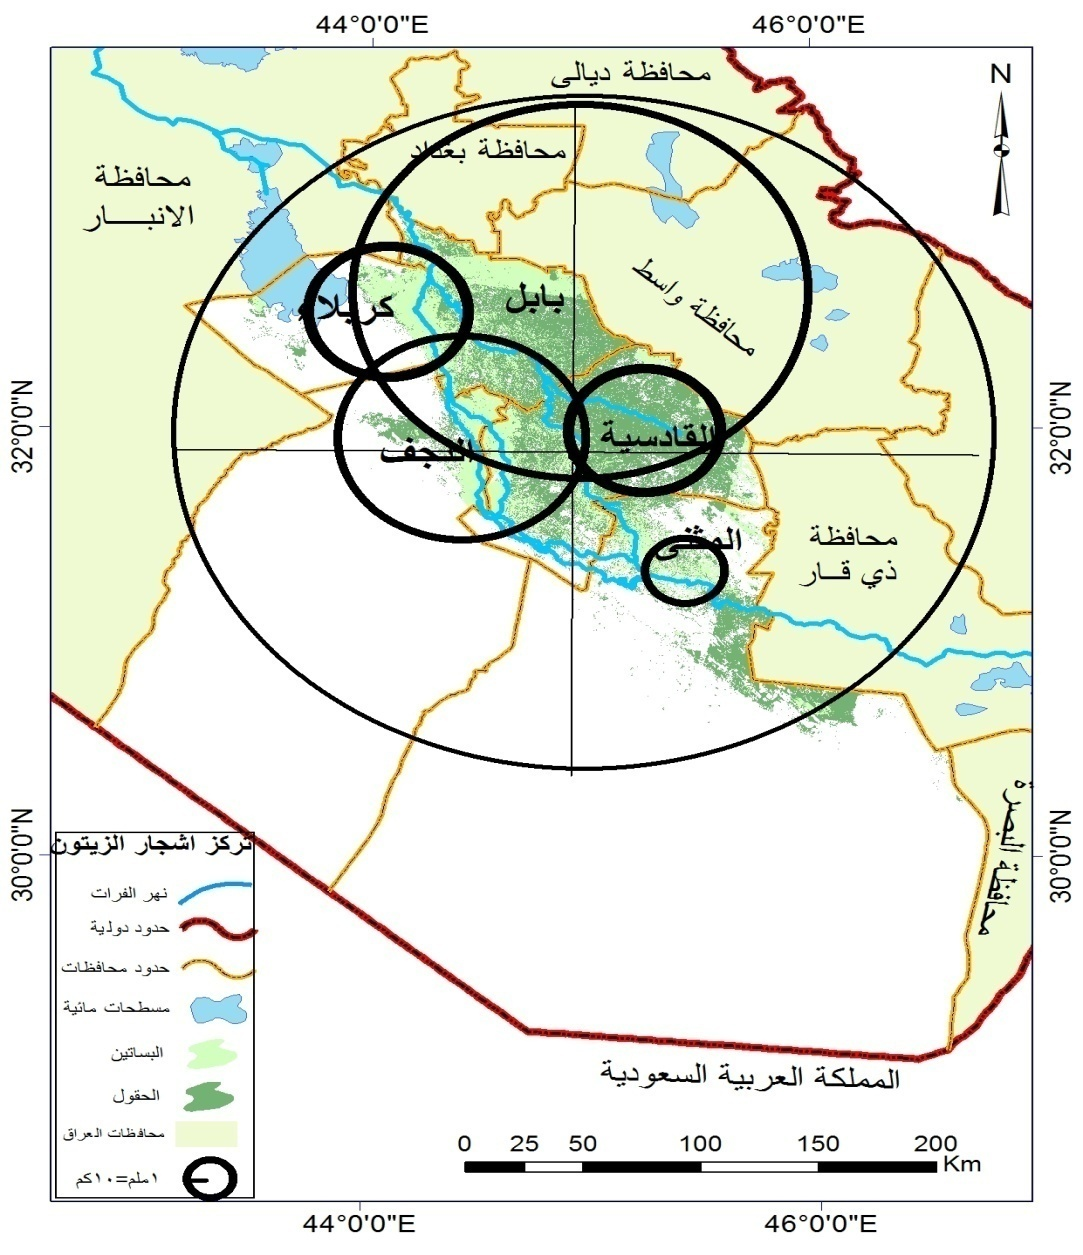 44°0'0"E
46°0'0"E
محافظة ديالى
N
محافظة بغداد
محافظة
الانبـــــار
محافظة واسط
بابل
كربلاء
32°0'0"N
32°0'0"N
القادسية
النجف
المثنى
محافظة
ذي قــار
محافظة البصرة
30°0'0"N
30°0'0"N
تركز اشجار الزيتون
نهر الفرات
حدود دولية
حدود محافظات
مسطحات مائية
البساتين
الحقول
محافظات العراق
١ملم=١٠كم
المملكة العربية السعودية
0 25 50 100 150 200
Km
44°0'0"E
46°0'0"E